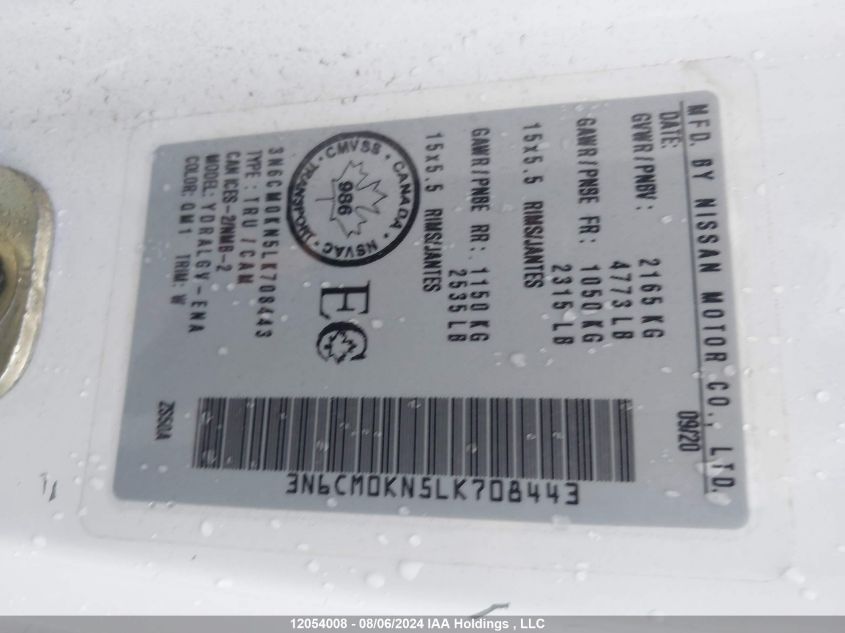 MFD. BY NISSAN MOTOR CO., LTD.
DATE: 09/20
GVWR/PNBV: 2165 KG
4773 LB
GAWR/PNBE FR: 1050 KG
2315 LB
15x5.5 RIMS/JANTES
GAWR/PNBE RR: 1150 KG
2535 LB
15x5.5 RIMS/JANTES
TRANSPORT · CMVSS · CANADA · NSVAC ·
986
EC
3N6CM0KN5LK708443
TYPE: TRU / CAM
CAN ICES-2/NMB-2
MODEL: YDRALGV-ENA
COLOR: QM1 TRIM: W
3N6CM0KN5LK708443
12054008 - 08/06/2024 IAA Holdings , LLC